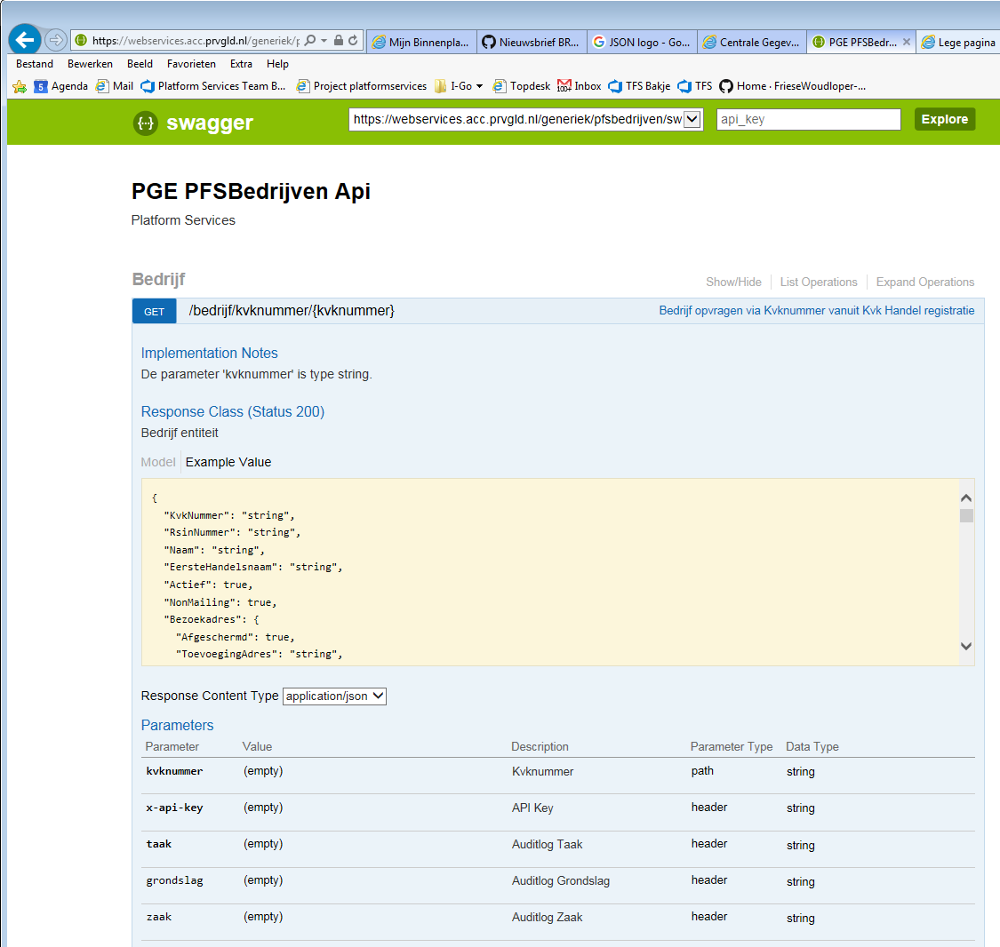 https://webservices.acc.prvgld.nl/generiek/p
Mijn Binnenpla...
Nieuwsbrief BR...
JSON logo - Go...
Centrale Gegev...
PGE PFSBedr...
Lege pagina
Bestand Bewerken Beeld Favorieten Extra Help
5 Agenda Mail Platform Services Team B... Project platformservices I-Go Topdesk 100+ Inbox TFS Bakje TFS Home · FrieseWoudloper-...
{··} swagger https://webservices.acc.prvgld.nl/generiek/pfsbedrijven/sw api_key Explore
PGE PFSBedrijven Api
Platform Services
Bedrijf Show/Hide List Operations Expand Operations
GET /bedrijf/kvknummer/{kvknummer} Bedrijf opvragen via Kvknummer vanuit Kvk Handel registratie
Implementation Notes
De parameter 'kvknummer' is type string.
Response Class (Status 200)
Bedrijf entiteit
Model Example Value
{
"KvkNummer": "string",
"RsinNummer": "string",
"Naam": "string",
"EersteHandelsnaam": "string",
"Actief": true,
"NonMailing": true,
"Bezoekadres": {
"Afgeschermd": true,
"ToevoegingAdres": "string",
Response Content Type application/json
Parameters
Parameter Value Description Parameter Type Data Type
kvknummer (empty) Kvknummer path string
x-api-key (empty) API Key header string
taak (empty) Auditlog Taak header string
grondslag (empty) Auditlog Grondslag header string
zaak (empty) Auditlog Zaak header string